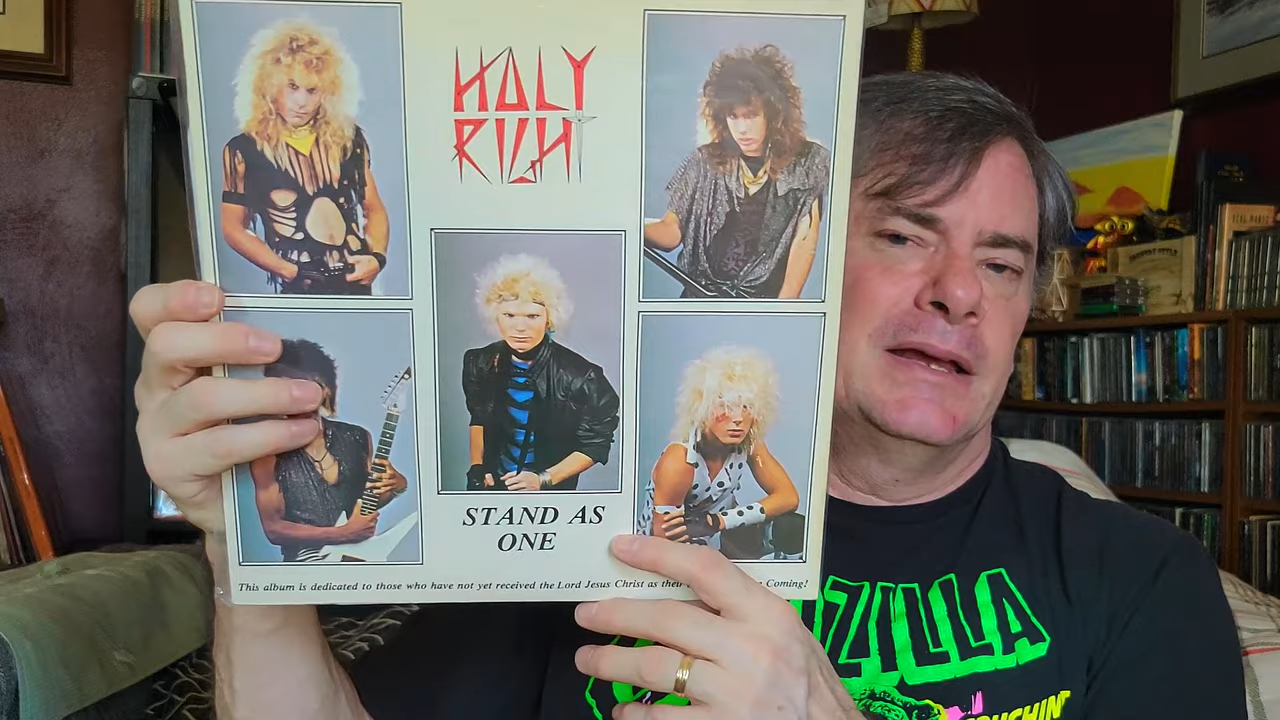 HOLY
RIGHT
STAND AS
ONE
This album is dedicated to those who have not yet received the Lord Jesus Christ as their Coming!
ZILLA